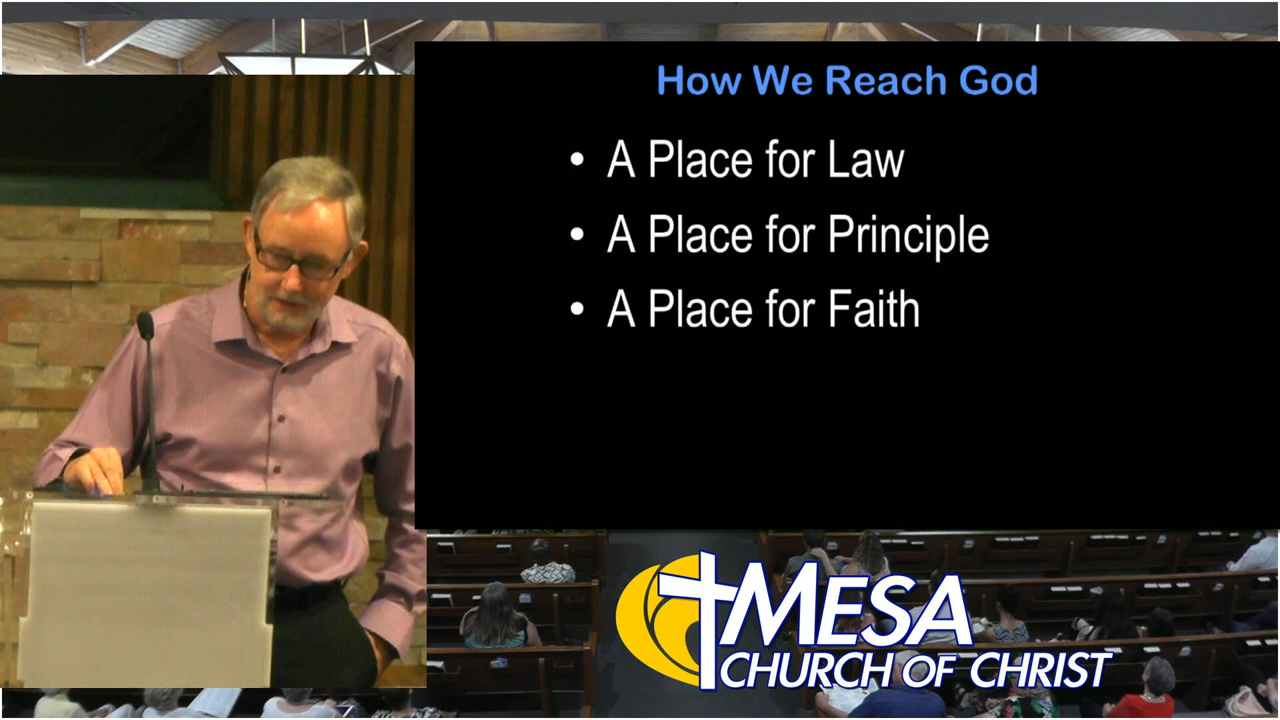 How We Reach God
• A Place for Law
• A Place for Principle
• A Place for Faith
MESA
CHURCH OF CHRIST